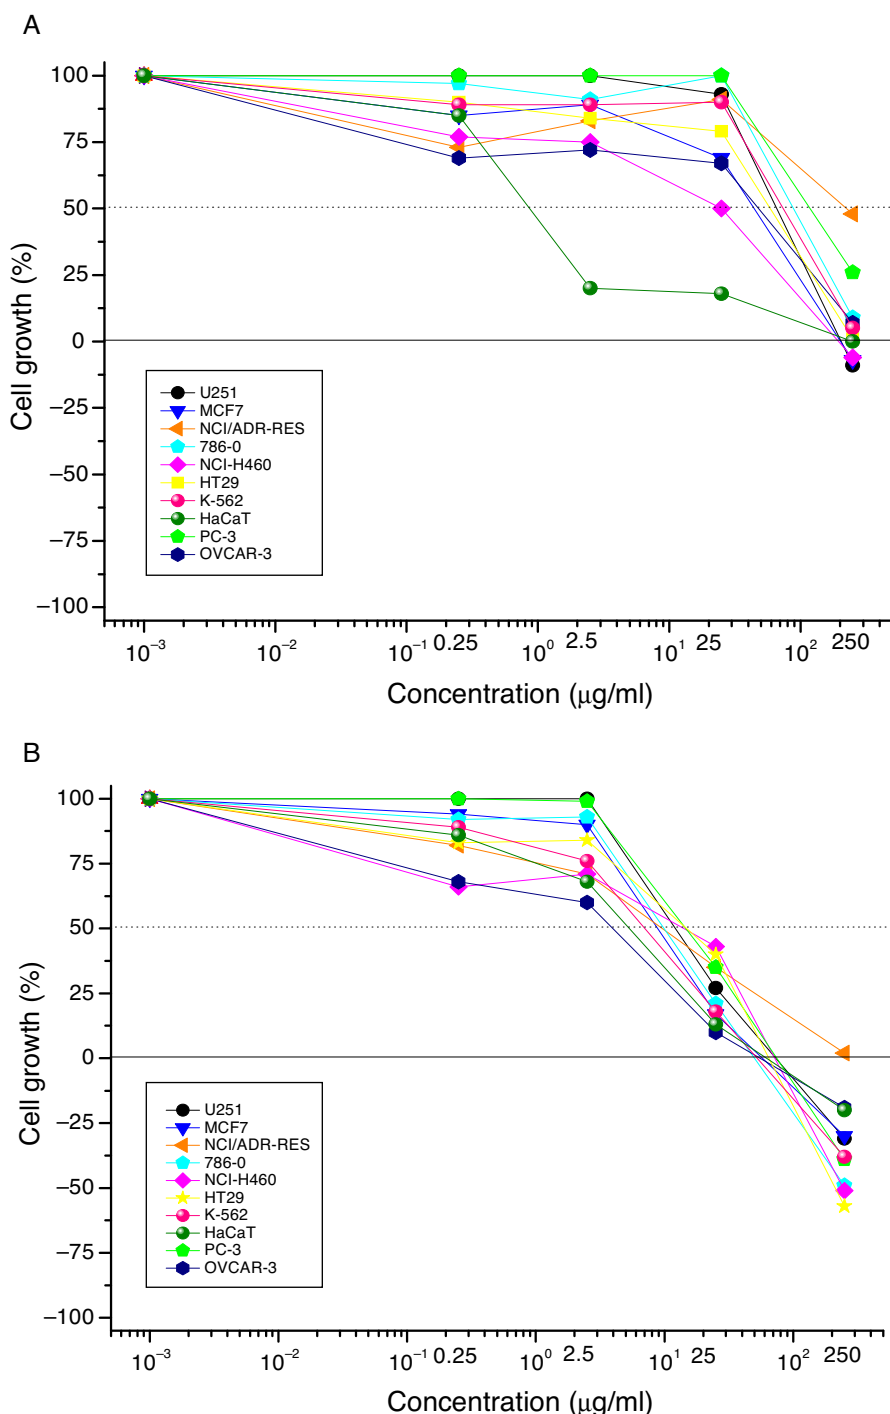 A
100
75
50
25
0
−25
−50
−75
−100
Cell growth (%)
U251
MCF7
NCI/ADR-RES
786-0
NCI-H460
HT29
K-562
HaCaT
PC-3
OVCAR-3
10⁻³ 10⁻² 10⁻¹ 0.25 10⁰ 2.5 10¹ 25 10² 250
Concentration (μg/ml)
B
100
75
50
25
0
−25
−50
−75
−100
Cell growth (%)
U251
MCF7
NCI/ADR-RES
786-0
NCI-H460
HT29
K-562
HaCaT
PC-3
OVCAR-3
10⁻³ 10⁻² 10⁻¹ 0.25 10⁰ 2.5 10¹ 25 10² 250
Concentration (μg/ml)